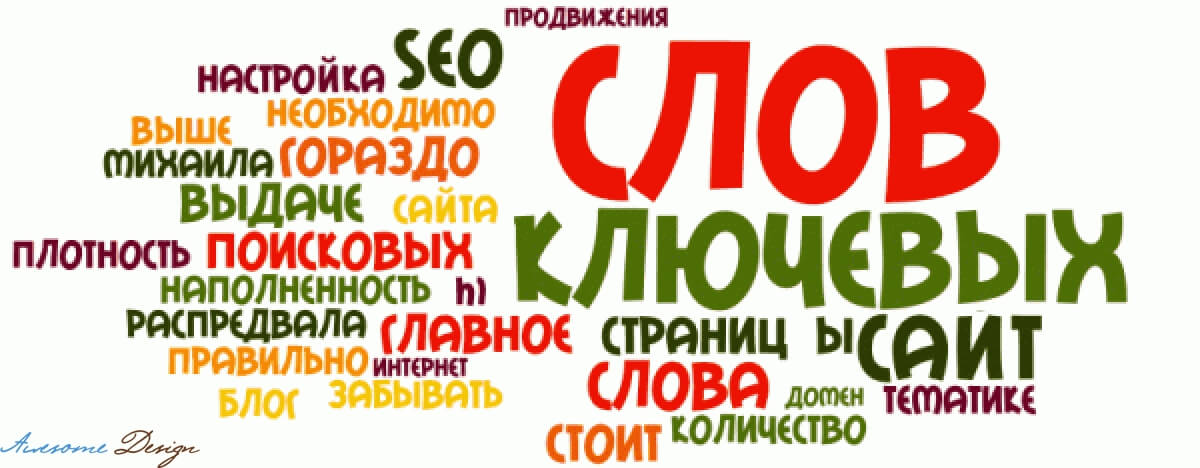 ПРОДВИЖЕНИЯ
SEO
СЛОВ
НАСТРОЙКА
НЕОБХОДИМО
ВЫШЕ
МИХАИЛА ГОРАЗДО
ВЫДАЧЕ САЙТА
КЛЮЧЕВЫХ
ПЛОТНОСТЬ ПОИСКОВЫХ
НАПОЛНЕННОСТЬ h1
РАСПРЕДВАЛА ГЛАВНОЕ СТРАНИЦ Ы САЙТ
ПРАВИЛЬНО ИНТЕРНЕТ
СЛОВА ДОМЕН ТЕМАТИКЕ
БЛОГ ЗАБЫВАТЬ
СТОИТ КОЛИЧЕСТВО
Awesome Design